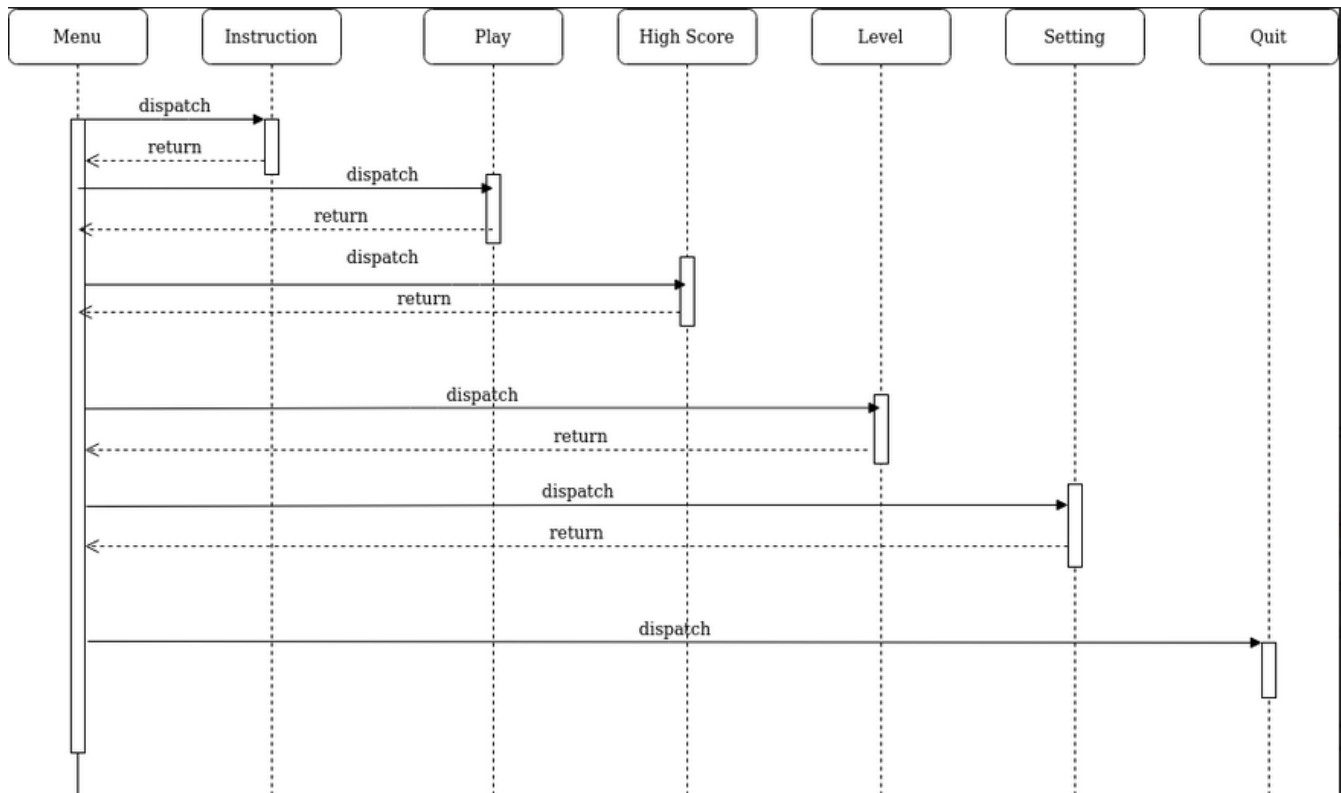 Menu
Instruction
Play
High Score
Level
Setting
Quit
dispatch
return
dispatch
return
dispatch
return
dispatch
return
dispatch
return
dispatch